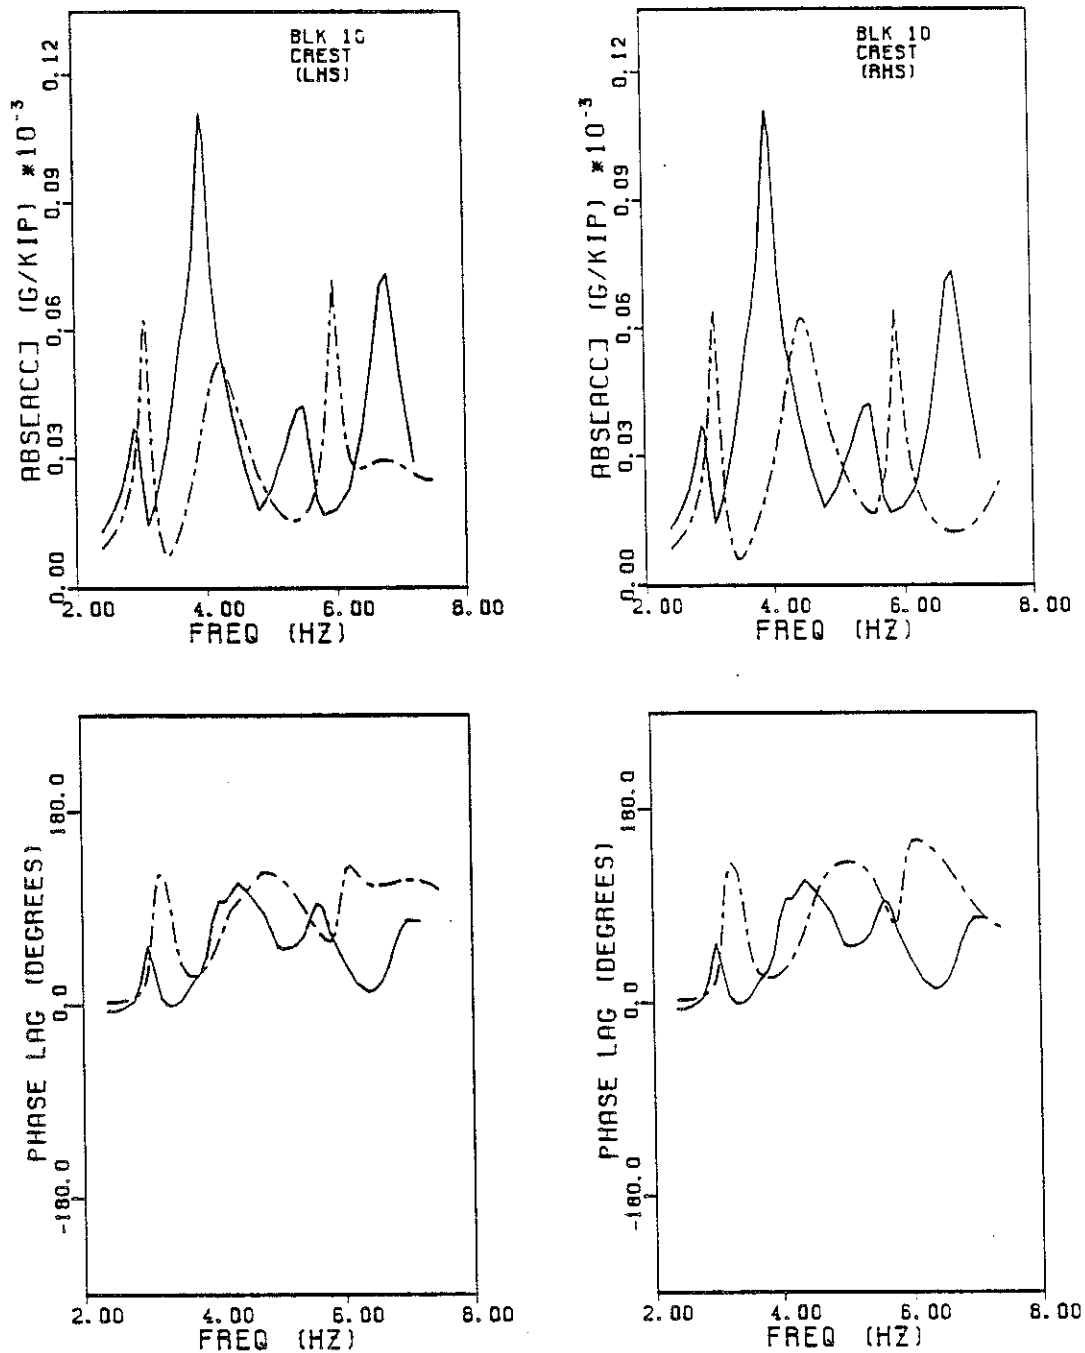 BLK 10
CREST
(LHS)
ABS[ACC] (G/KIP) *10-3
0.12
0.09
0.06
0.03
0.00
2.00 4.00 6.00 8.00
FREQ (HZ)
BLK 10
CREST
(RHS)
ABS[ACC] (G/KIP) *10-3
0.12
0.09
0.06
0.03
0.00
2.00 4.00 6.00 8.00
FREQ (HZ)
PHASE LAG (DEGREES)
180.0
0.0
-180.0
2.00 4.00 6.00 8.00
FREQ (HZ)
PHASE LAG (DEGREES)
180.0
0.0
-180.0
2.00 4.00 6.00 8.00
FREQ (HZ)